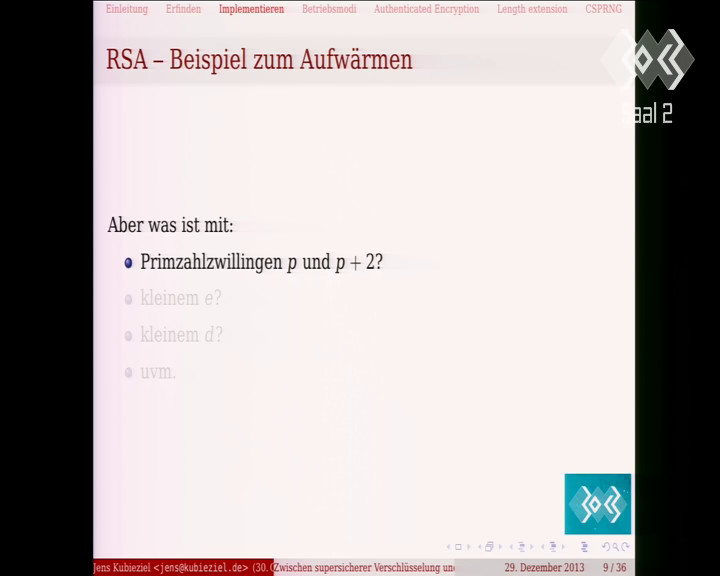 Einleitung Erfinden Implementieren Betriebsmodi Authenticated Encryption Length extension CSPRNG
RSA – Beispiel zum Aufwärmen
Saal 2
Aber was ist mit:
Primzahlzwillingen p und p + 2?
kleinem e?
kleinem d?
uvm.
Jens Kubieziel <jens@kubieziel.de> (30. Zwischen supersicherer Verschlüsselung un 29. Dezember 2013 9 / 36